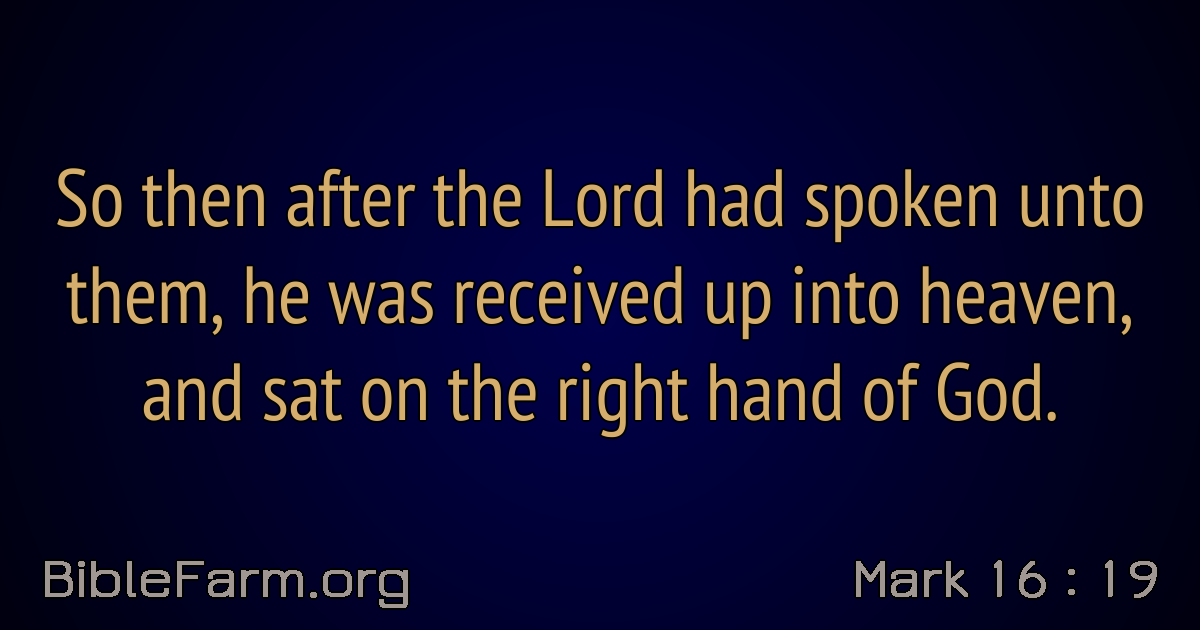 So then after the Lord had spoken unto
them, he was received up into heaven,
and sat on the right hand of God.
BibleFarm.org
Mark 16 : 19